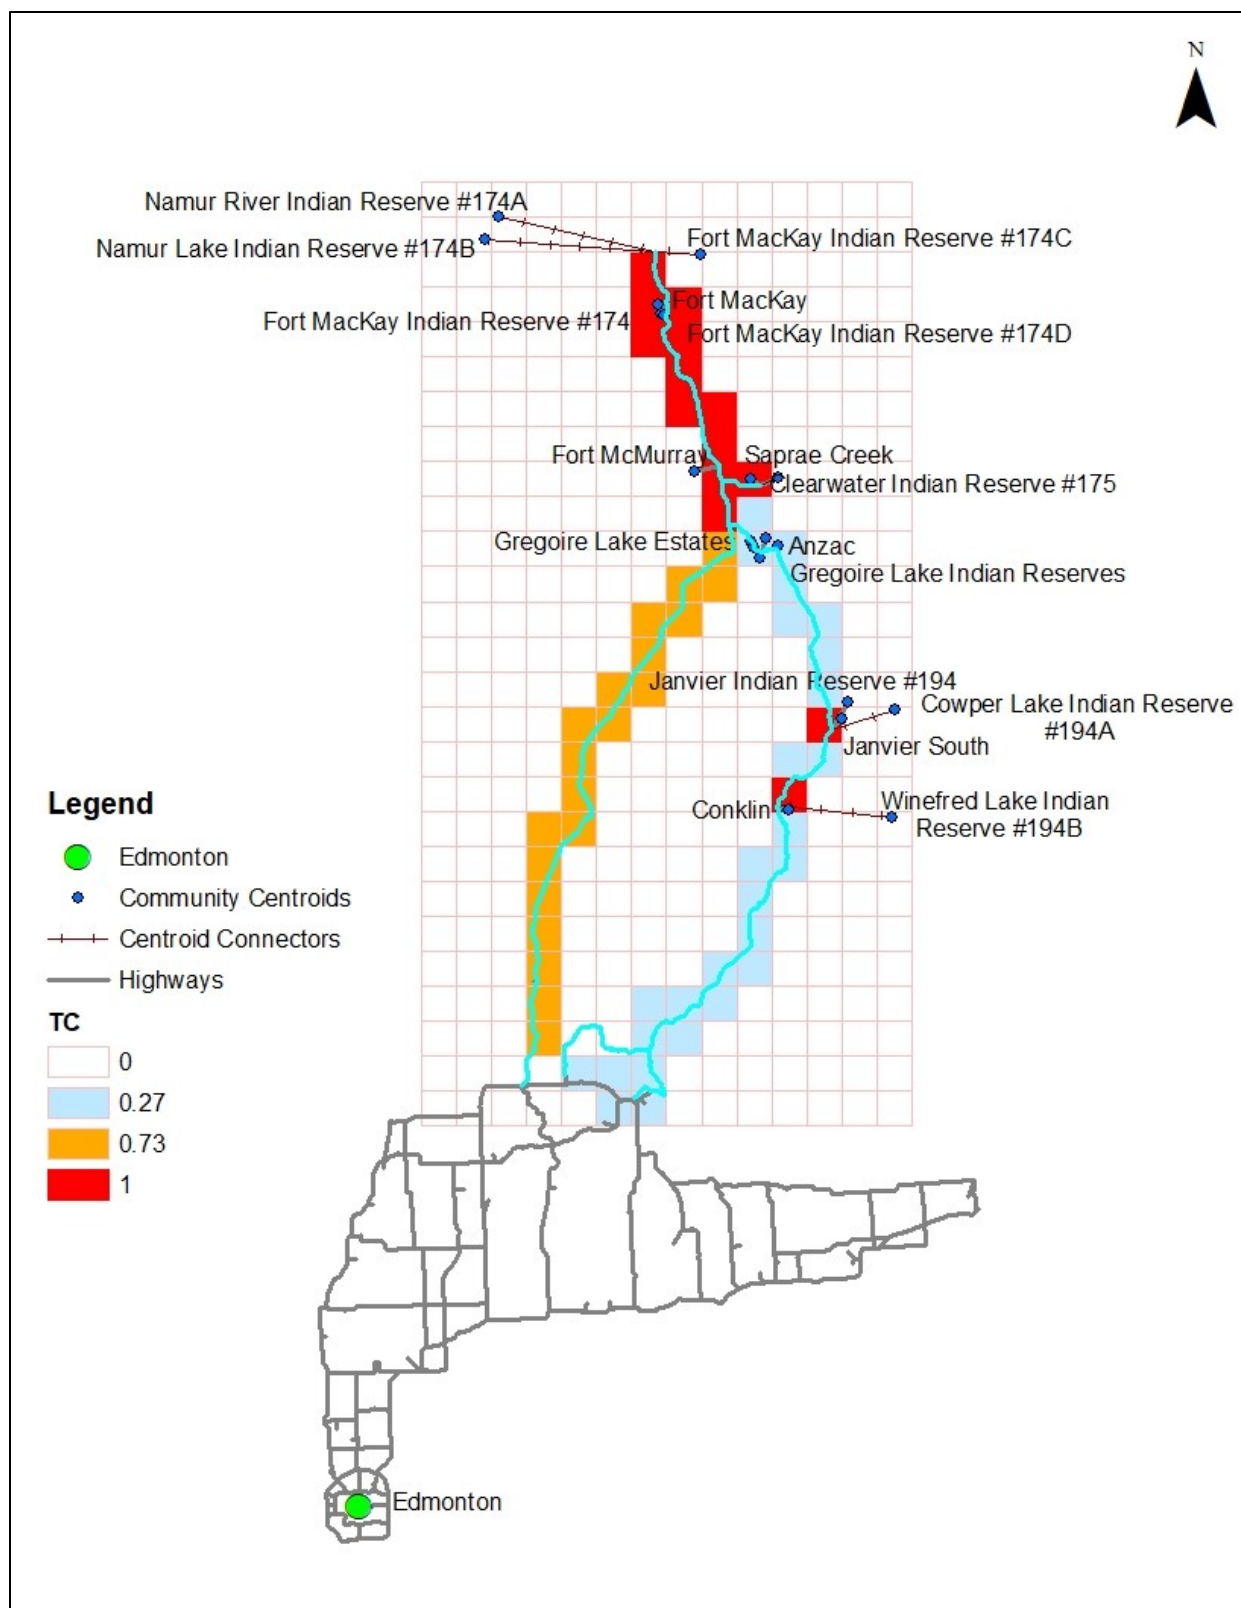 N
Namur River Indian Reserve #174A
Namur Lake Indian Reserve #174B
Fort MacKay Indian Reserve #174C
Fort MacKay
Fort MacKay Indian Reserve #174
Fort MacKay Indian Reserve #174D
Fort McMurray
Saprae Creek
Clearwater Indian Reserve #175
Gregoire Lake Estates
Anzac
Gregoire Lake Indian Reserves
Janvier Indian Reserve #194
Cowper Lake Indian Reserve
#194A
Janvier South
Conklin
Winefred Lake Indian
Reserve #194B
Legend
Edmonton
Community Centroids
Centroid Connectors
Highways
TC
0
0.27
0.73
1
Edmonton